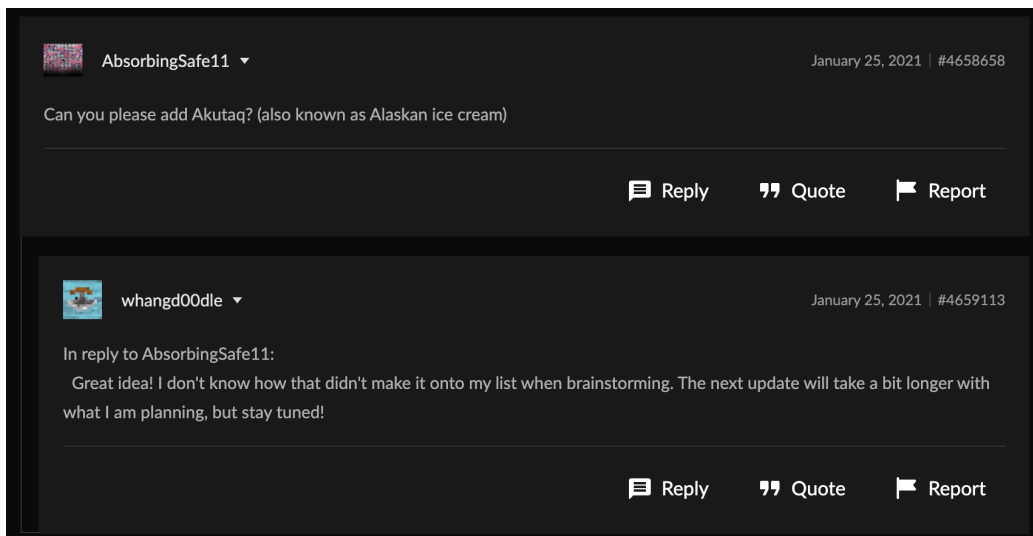 AbsorbingSafe11
January 25, 2021 | #4658658
Can you please add Akutaq? (also known as Alaskan ice cream)
Reply
Quote
Report
whangd00dle
January 25, 2021 | #4659113
In reply to AbsorbingSafe11:
Great idea! I don't know how that didn't make it onto my list when brainstorming. The next update will take a bit longer with
what I am planning, but stay tuned!
Reply
Quote
Report